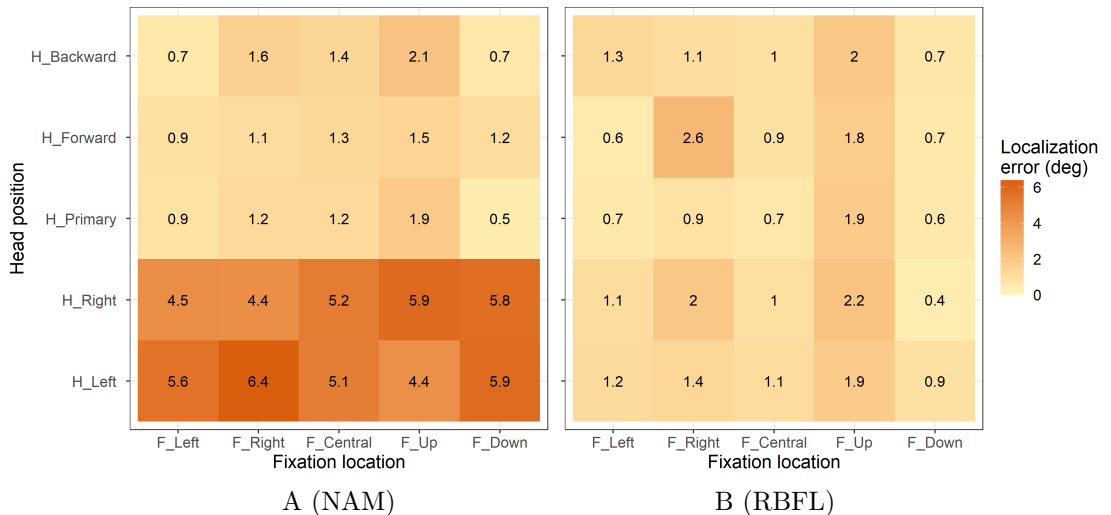 H_Backward 0.7 1.6 1.4 2.1 0.7 1.3 1.1 1 2 0.7
H_Forward 0.9 1.1 1.3 1.5 1.2 0.6 2.6 0.9 1.8 0.7
H_Primary 0.9 1.2 1.2 1.9 0.5 0.7 0.9 0.7 1.9 0.6
H_Right 4.5 4.4 5.2 5.9 5.8 1.1 2 1 2.2 0.4
H_Left 5.6 6.4 5.1 4.4 5.9 1.2 1.4 1.1 1.9 0.9
Head position
F_Left F_Right F_Central F_Up F_Down F_Left F_Right F_Central F_Up F_Down
Fixation location Fixation location
A (NAM) B (RBFL)
Localization
error (deg)
6
4
2
0